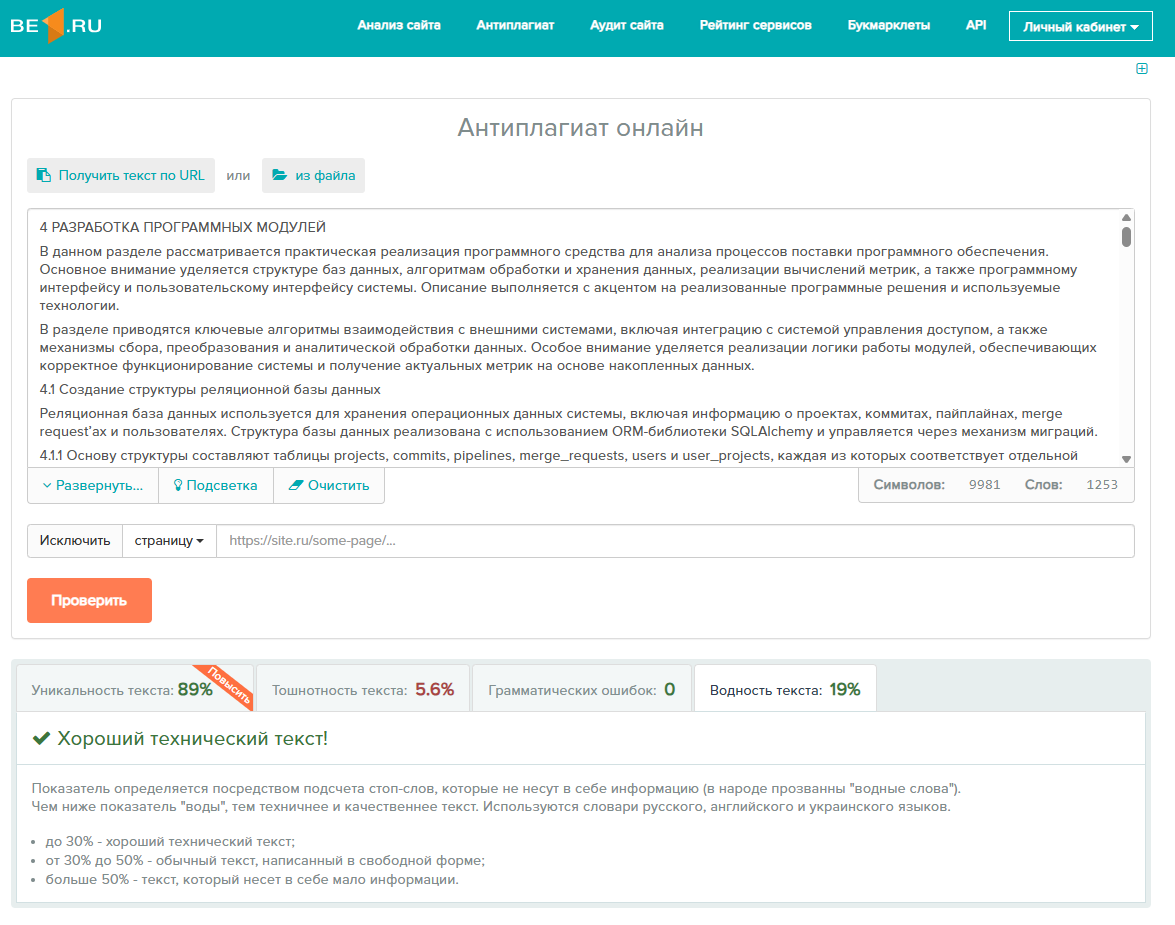 BE1.RU
Анализ сайта
Антиплагиат
Аудит сайта
Рейтинг сервисов
Букмарклеты
API
Личный кабинет
Антиплагиат онлайн
Получить текст по URL
или
из файла
4 РАЗРАБОТКА ПРОГРАММНЫХ МОДУЛЕЙ
В данном разделе рассматривается практическая реализация программного средства для анализа процессов поставки программного обеспечения.
Основное внимание уделяется структуре баз данных, алгоритмам обработки и хранения данных, реализации вычислений метрик, а также программному
интерфейсу и пользовательскому интерфейсу системы. Описание выполняется с акцентом на реализованные программные решения и используемые
технологии.
В разделе приводятся ключевые алгоритмы взаимодействия с внешними системами, включая интеграцию с системой управления доступом, а также
механизмы сбора, преобразования и аналитической обработки данных. Особое внимание уделяется реализации логики работы модулей, обеспечивающих
корректное функционирование системы и получение актуальных метрик на основе накопленных данных.
4.1 Создание структуры реляционной базы данных
Реляционная база данных используется для хранения операционных данных системы, включая информацию о проектах, коммитах, пайплайнах, merge
request'ах и пользователях. Структура базы данных реализована с использованием ORM-библиотеки SQLAlchemy и управляется через механизм миграций.
4.1.1 Основу структуры составляют таблицы projects, commits, pipelines, merge_requests, users и user_projects, каждая из которых соответствует отдельной
Развернуть...
Подсветка
Очистить
Символов: 9981 Слов: 1253
Исключить
страницу
https://site.ru/some-page/...
Проверить
Уникальность текста: 89%
Повысить
Тошнотность текста: 5.6%
Грамматических ошибок: 0
Водность текста: 19%
Хороший технический текст!
Показатель определяется посредством подсчета стоп-слов, которые не несут в себе информацию (в народе прозванны "водные слова").
Чем ниже показатель "воды", тем техничнее и качественнее текст. Используются словари русского, английского и украинского языков.
• до 30% - хороший технический текст;
• от 30% до 50% - обычный текст, написанный в свободной форме;
• больше 50% - текст, который несет в себе мало информации.